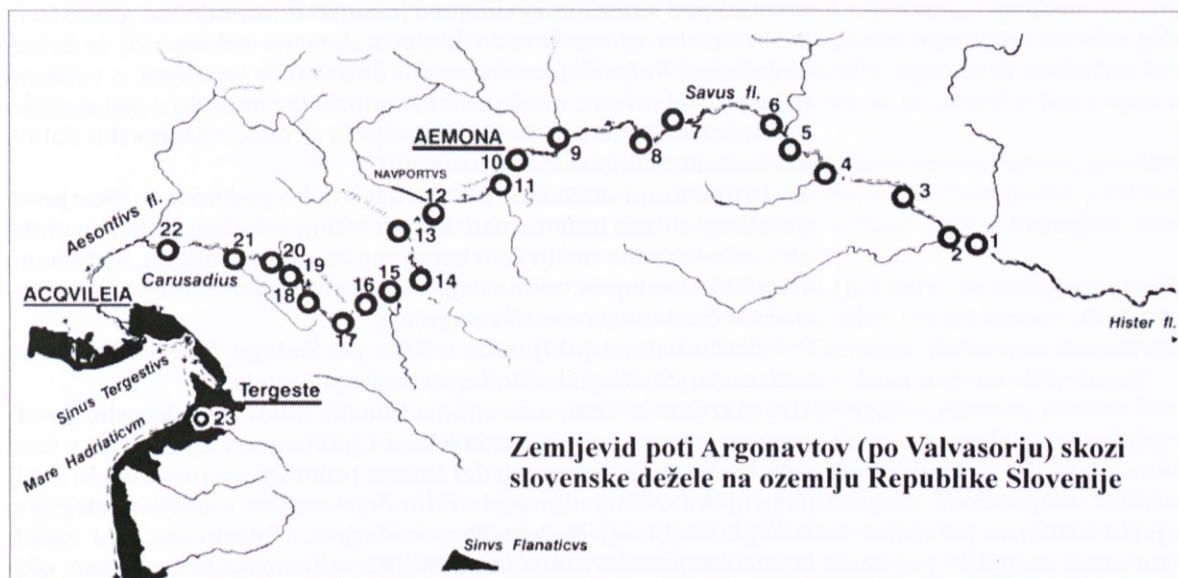 Savus fl.
6
7
5
AEMONA
9
8
10
4
NAVPORTVS
11
3
12
Aesontius fl.
13
22
21
20
1
2
Carusadius
19
15
14
16
18
ACQVILEIA
17
Hister fl.
Sinus Tergestivs
Tergeste
23
Mare Hadriaticvm
Zemljevid poti Argonavtov (po Valvasorju) skozi
slovenske dežele na ozemlju Republike Slovenije
Sinvs Flanaticvs